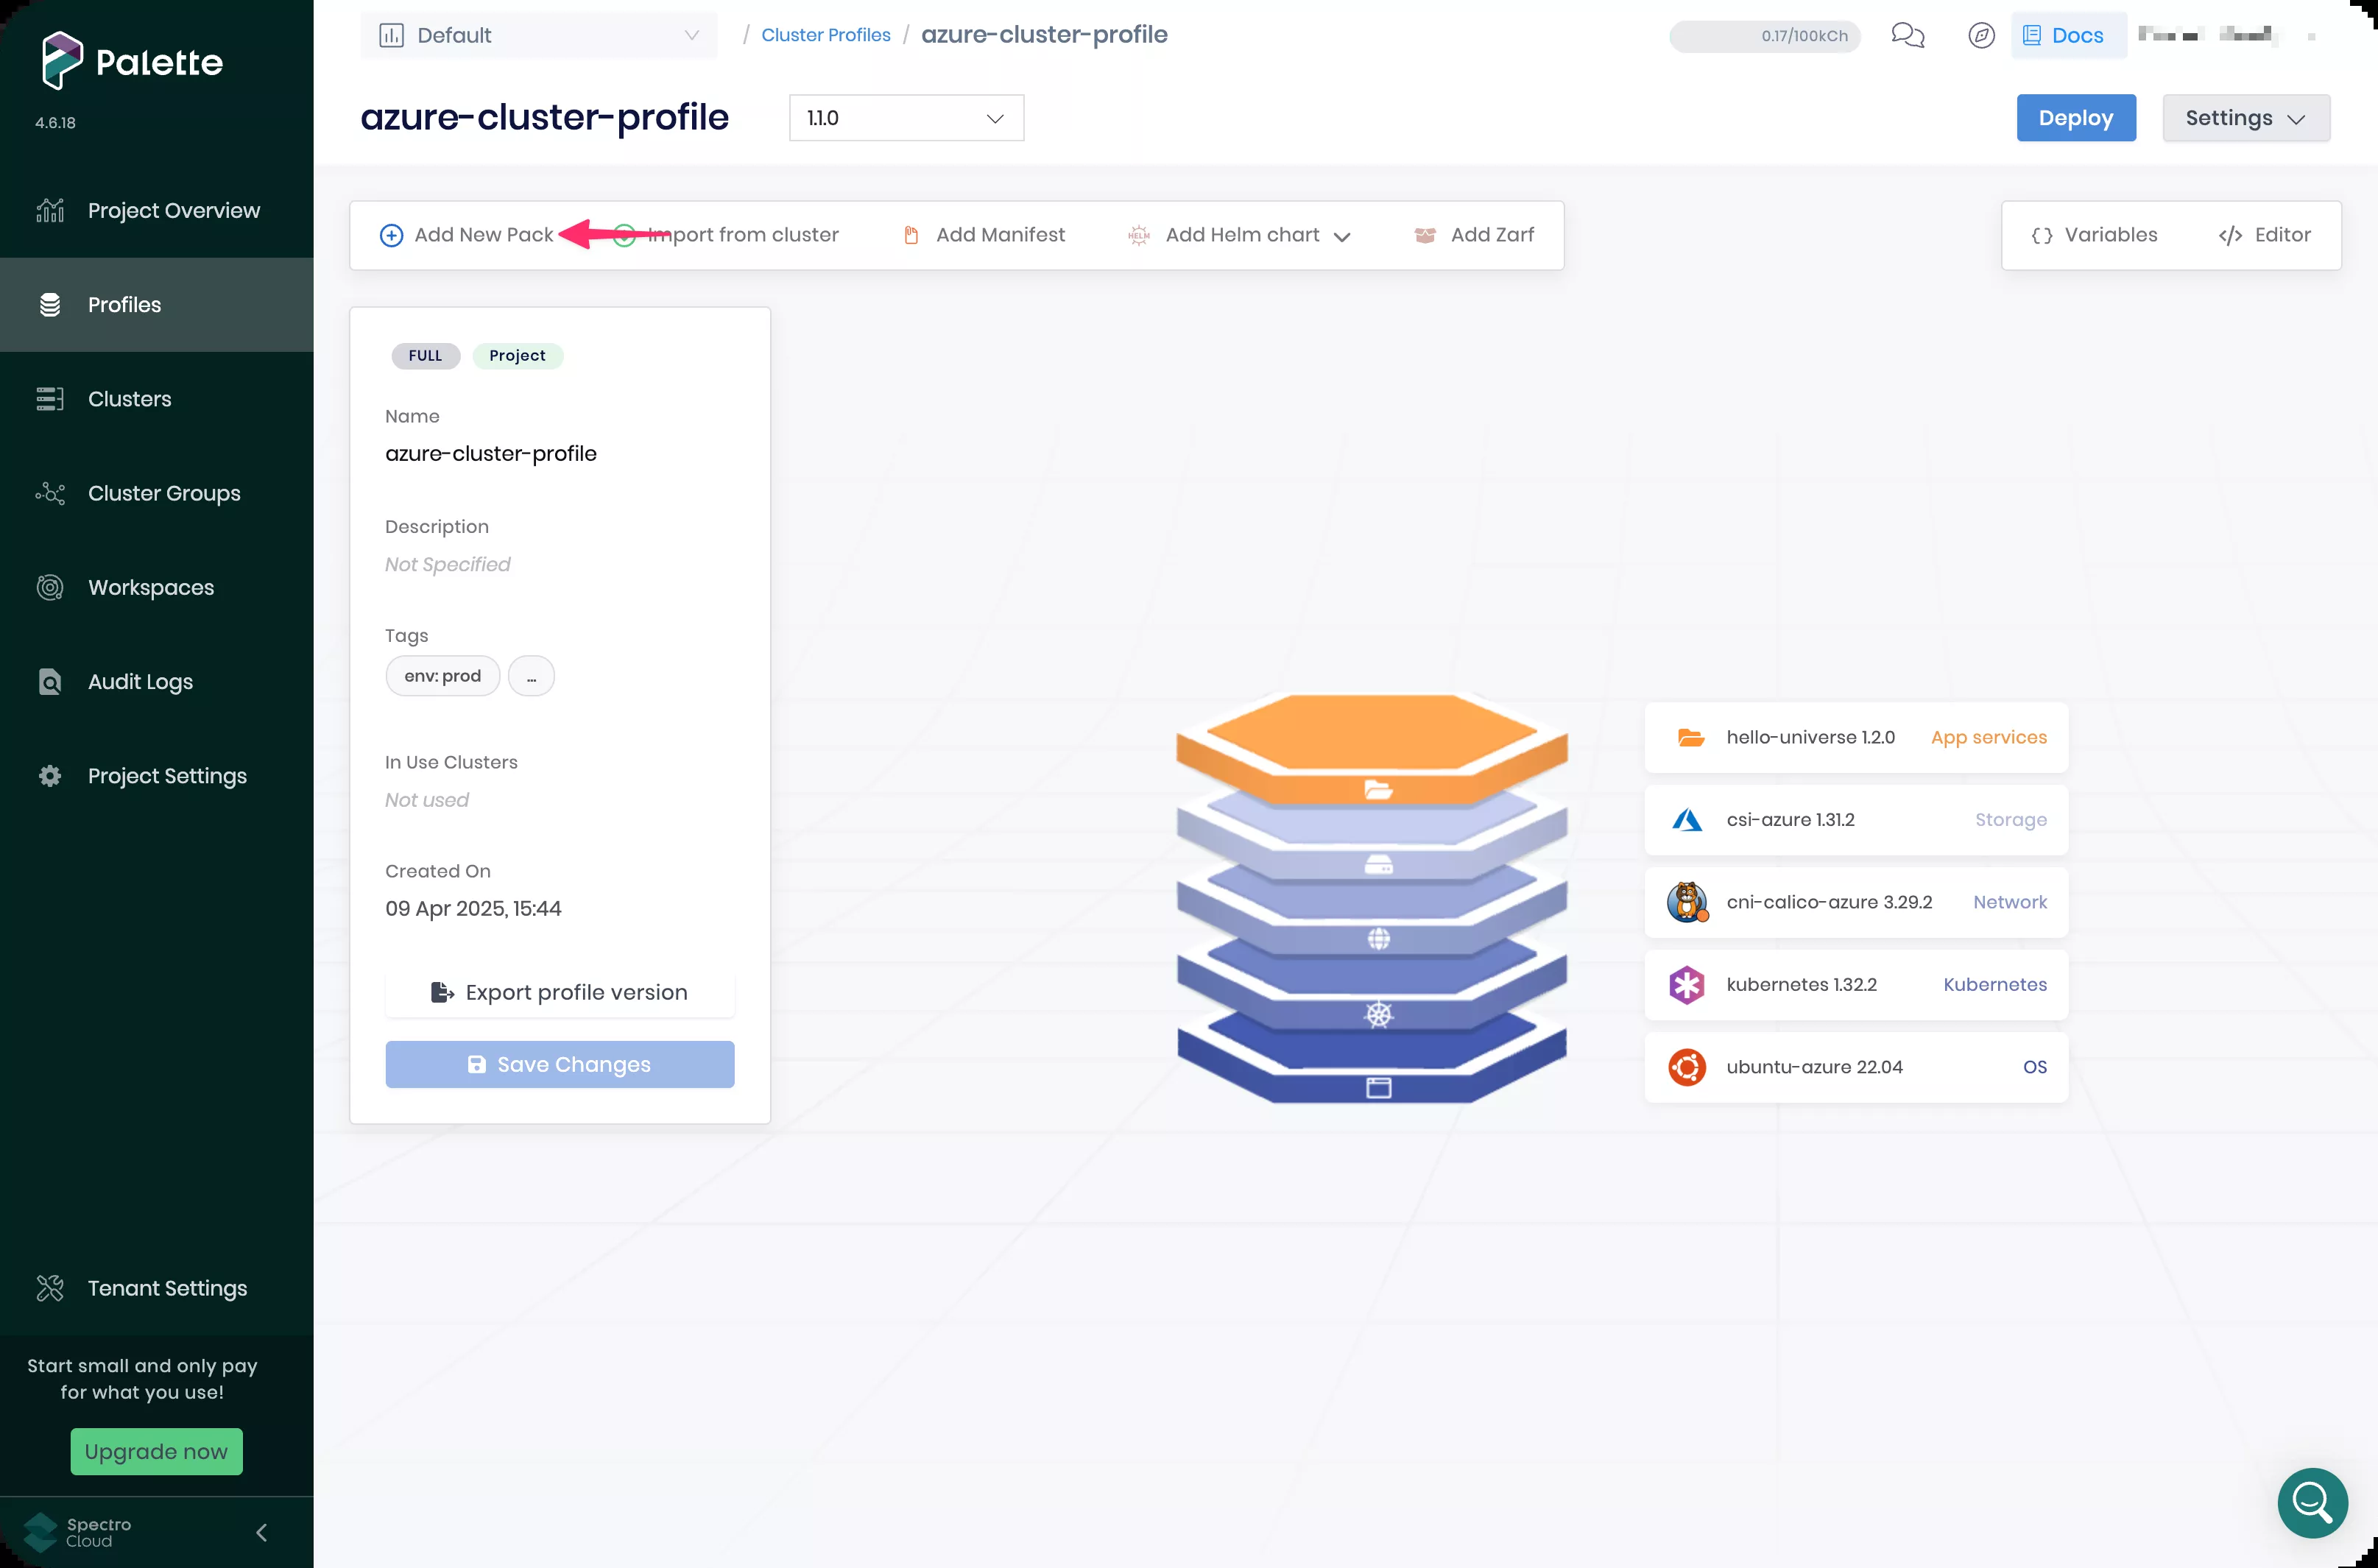 Palette
4.6.18
Project Overview
Profiles
Clusters
Cluster Groups
Workspaces
Audit Logs
Project Settings
Tenant Settings
Start small and only pay
for what you use!
Upgrade now
Spectro
Cloud
Default
/ Cluster Profiles / azure-cluster-profile
0.17/100kCh
Docs
azure-cluster-profile
1.1.0
Deploy
Settings
Add New Pack
Import from cluster
Add Manifest
HELM
Add Helm chart
Add Zarf
{} Variables
</> Editor
FULL
Project
Name
azure-cluster-profile
Description
Not Specified
Tags
env: prod
...
In Use Clusters
Not used
Created On
09 Apr 2025, 15:44
Export profile version
Save Changes
hello-universe 1.2.0 App services
csi-azure 1.31.2 Storage
cni-calico-azure 3.29.2 Network
kubernetes 1.32.2 Kubernetes
ubuntu-azure 22.04 OS